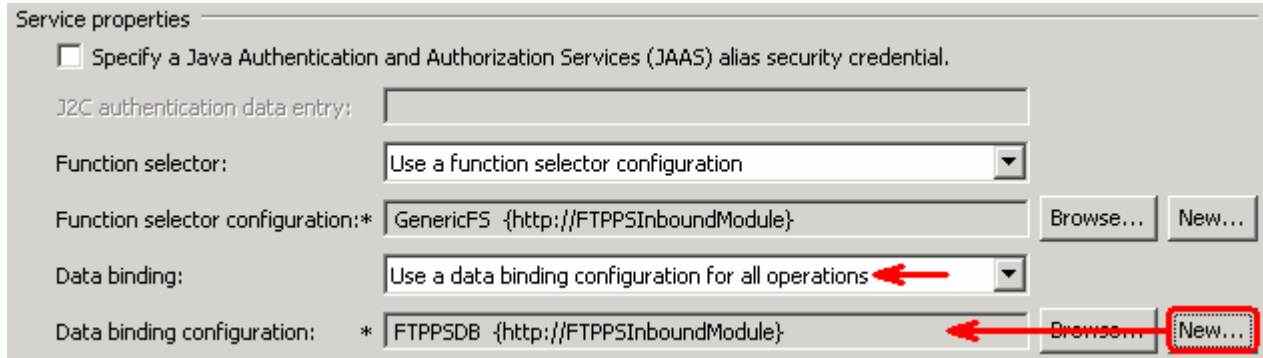 Service properties
Specify a Java Authentication and Authorization Services (JAAS) alias security credential.
J2C authentication data entry:
Function selector: Use a function selector configuration
Function selector configuration:* GenericFS {http://FTPPSInboundModule} Browse... New...
Data binding: Use a data binding configuration for all operations
Data binding configuration: * FTPPSDB {http://FTPPSInboundModule} Browse... New...